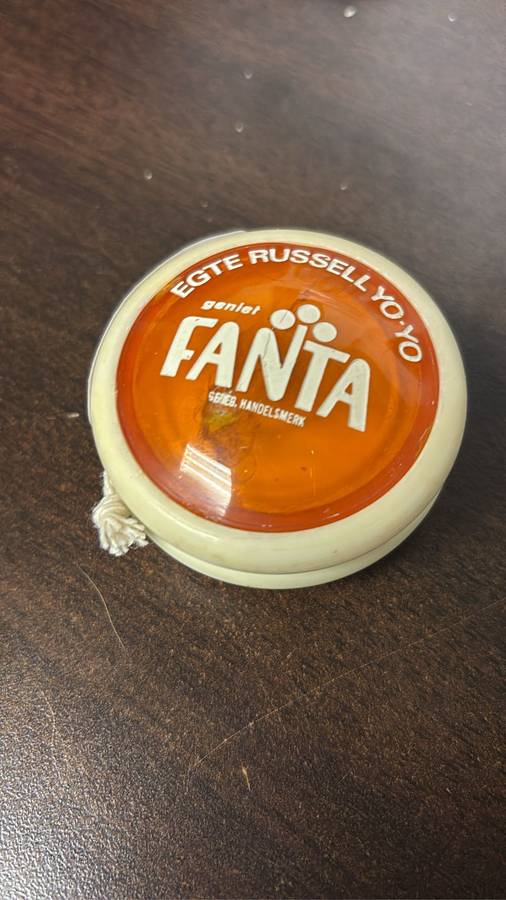 EGTE RUSSELL YO-YO
geniet
FANTA
GEREG. HANDELSMERK